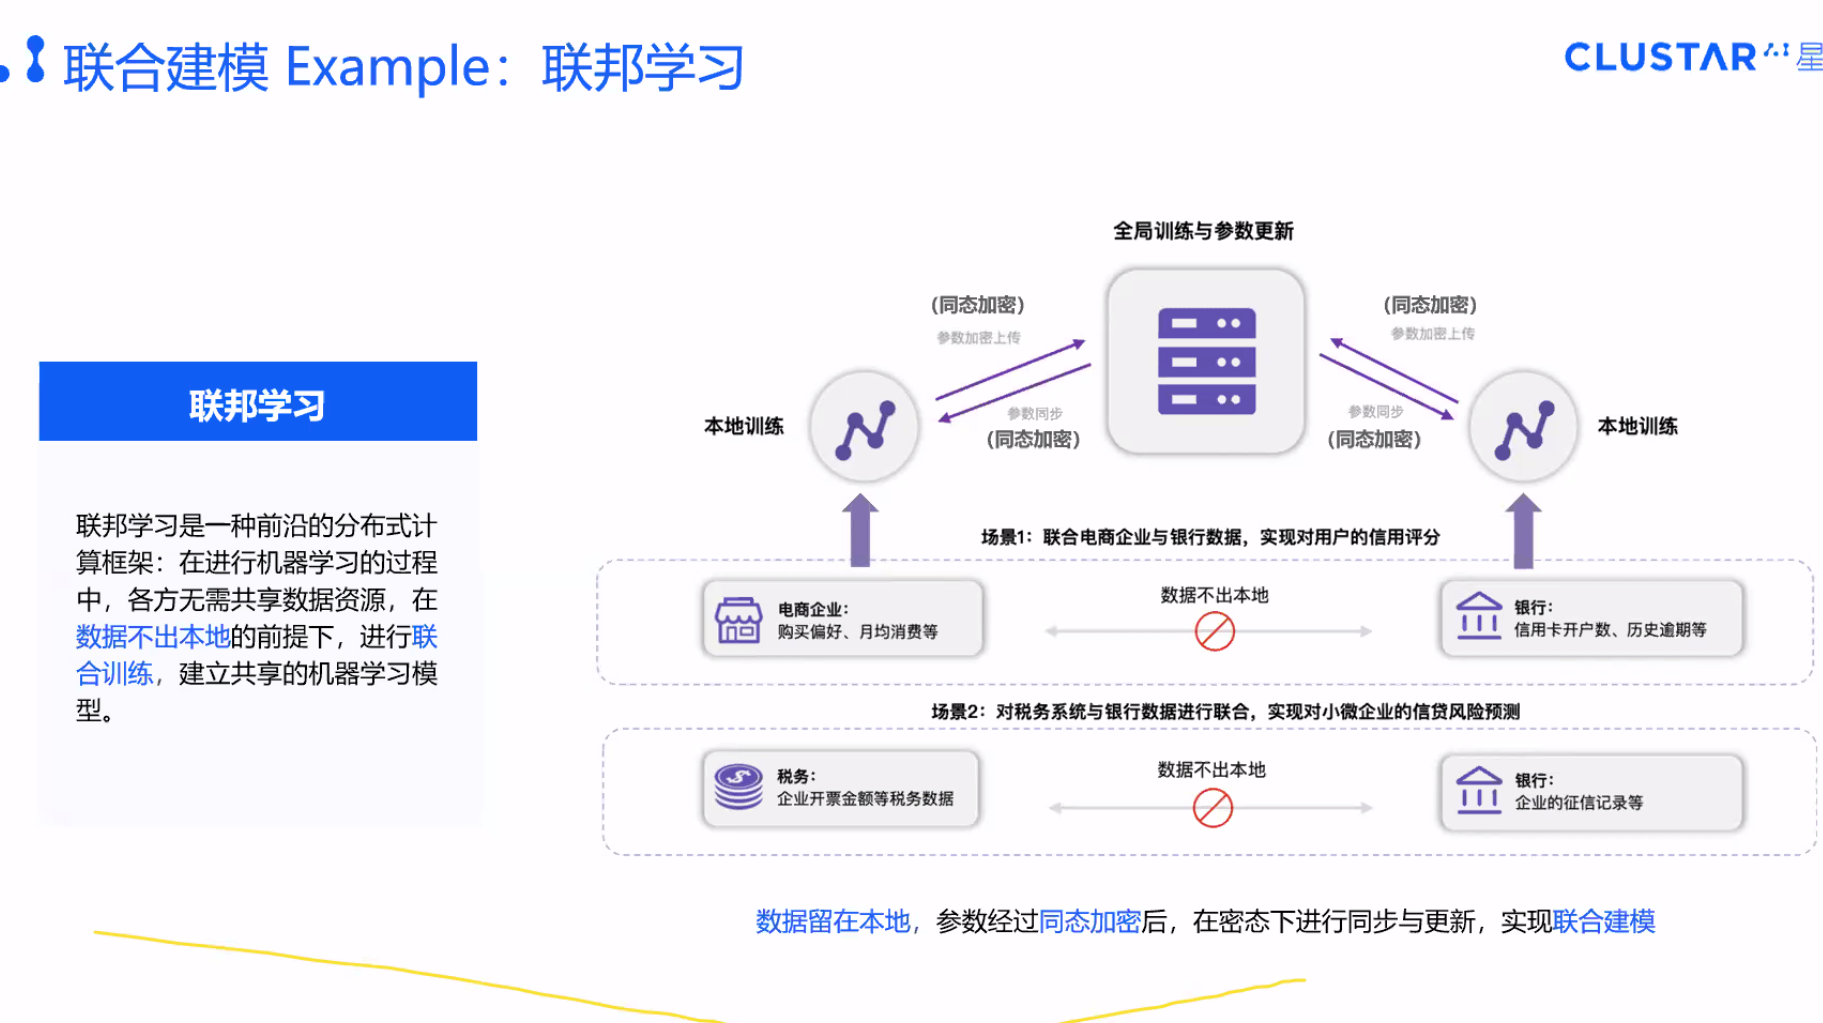 联合建模 Example：联邦学习
CLUSTAR 星
联邦学习
联邦学习是一种前沿的分布式计
算框架：在进行机器学习的过程
中，各方无需共享数据资源，在
数据不出本地的前提下，进行联
合训练，建立共享的机器学习模
型。
全局训练与参数更新
(同态加密)
参数加密上传
(同态加密)
参数加密上传
本地训练
参数同步
(同态加密)
参数同步
(同态加密)
本地训练
场景1：联合电商企业与银行数据，实现对用户的信用评分
电商企业：
购买偏好、月均消费等
数据不出本地
银行：
信用卡开户数、历史逾期等
场景2：对税务系统与银行数据进行联合，实现对小微企业的信贷风险预测
税务：
企业开票金额等税务数据
数据不出本地
银行：
企业的征信记录等
数据留在本地，参数经过同态加密后，在密态下进行同步与更新，实现联合建模